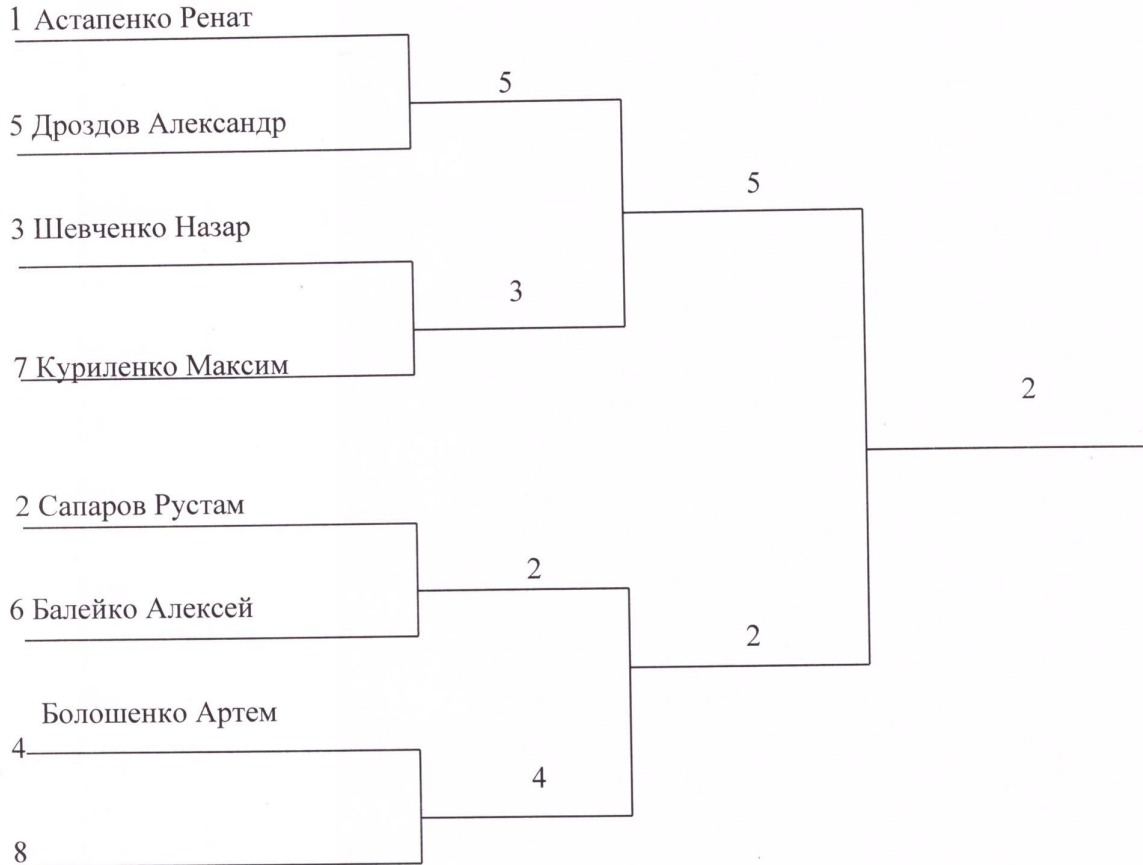 1 Астапенко Ренат
5
5 Дроздов Александр
5
3 Шевченко Назар
3
7 Куриленко Максим
2
2 Сапаров Рустам
2
6 Балейко Алексей
2
Болошенко Артем
4
4
8